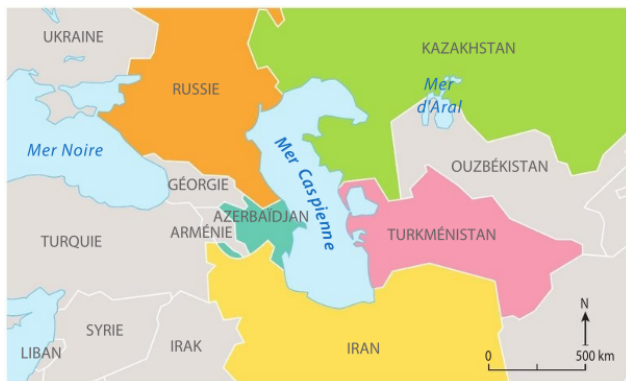 UKRAINE
KAZAKHSTAN
RUSSIE
Mer
d'Aral
Mer Noire
Mer Caspienne
OUZBÉKISTAN
GÉORGIE
AZERBAÏDJAN
ARMÉNIE
TURQUIE
TURKMÉNISTAN
SYRIE
LIBAN
IRAK
IRAN
N
0
500 km